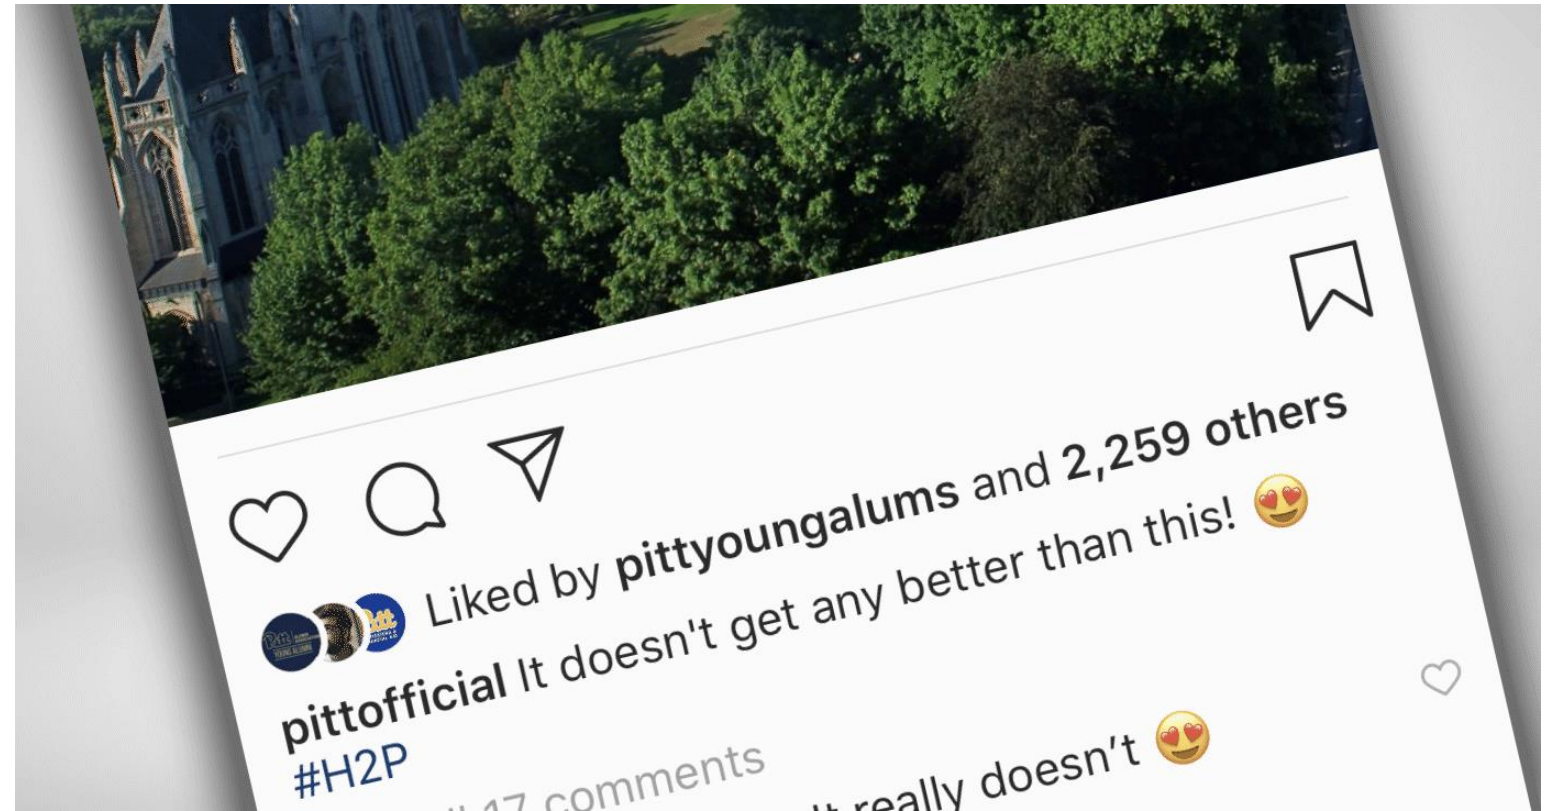 Liked by pittyoungalums and 2,259 others
pittofficial It doesn't get any better than this! 😍
#H2P
17 comments
really doesn’t 😍